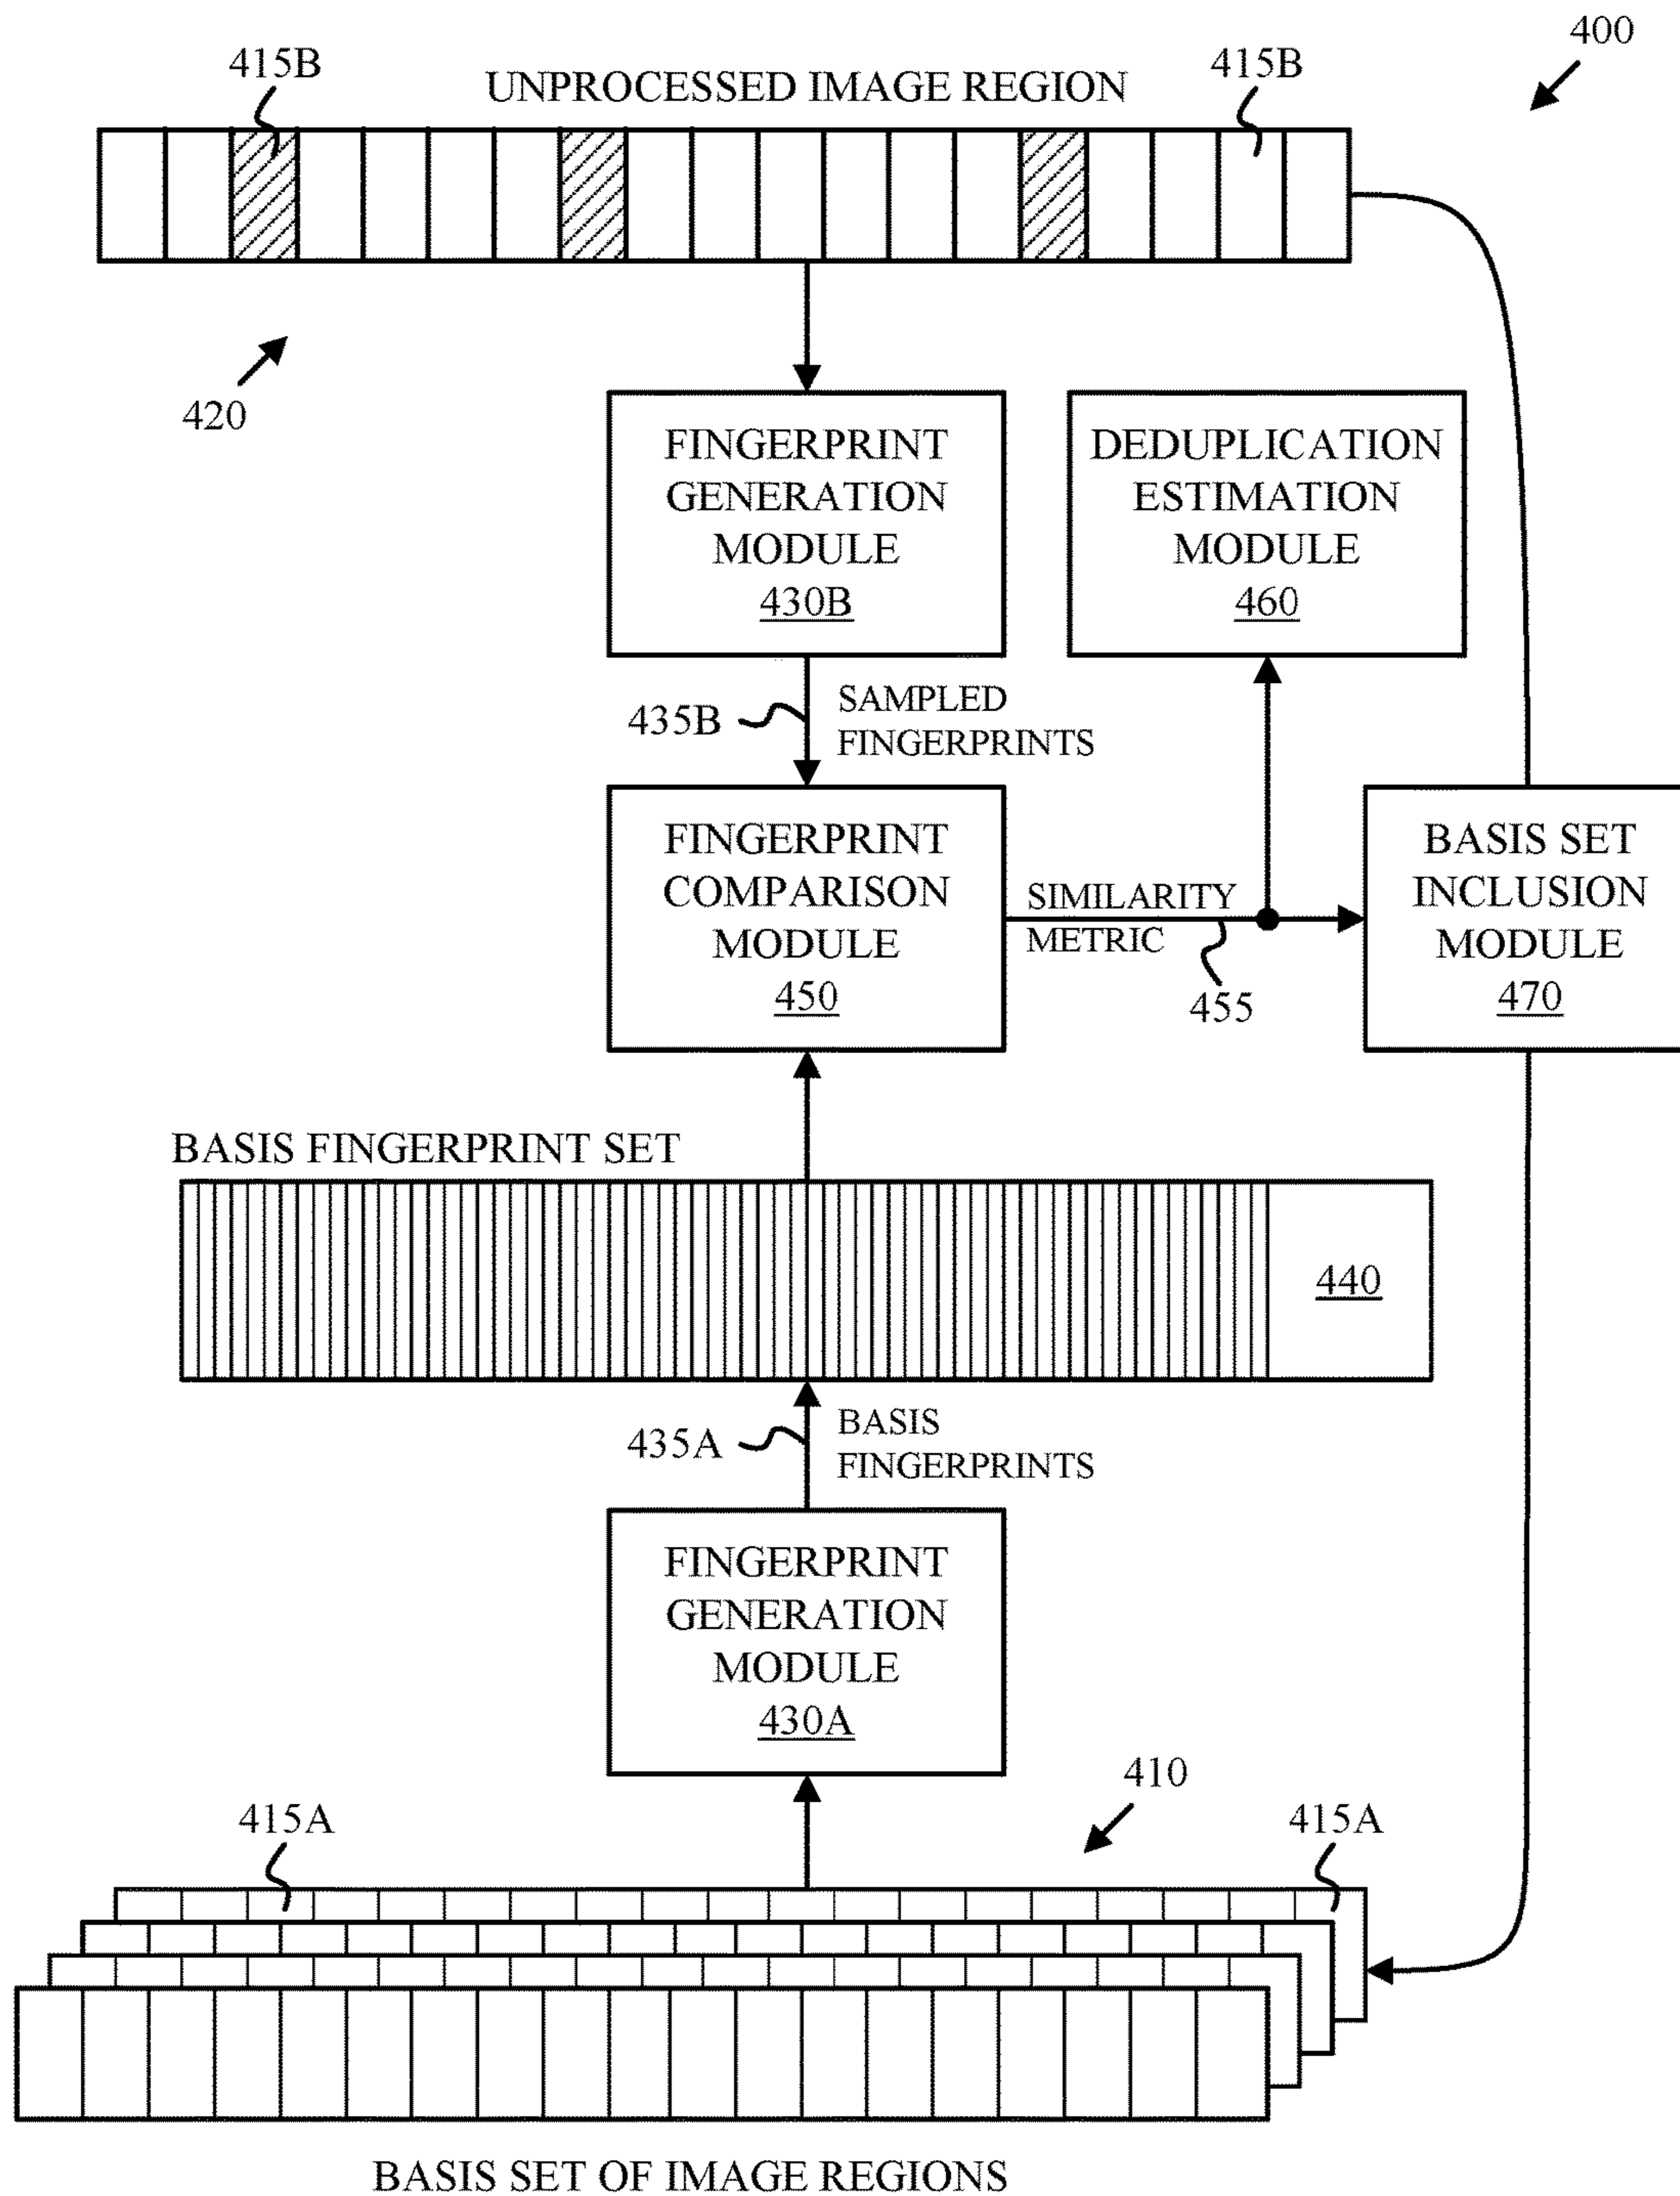 400
415B
UNPROCESSED IMAGE REGION
415B
420
FINGERPRINT
GENERATION
MODULE
430B
DEDUPLICATION
ESTIMATION
MODULE
460
435B
SAMPLED
FINGERPRINTS
FINGERPRINT
COMPARISON
MODULE
450
SIMILARITY
METRIC
455
BASIS SET
INCLUSION
MODULE
470
BASIS FINGERPRINT SET
440
435A
BASIS
FINGERPRINTS
FINGERPRINT
GENERATION
MODULE
430A
410
415A
415A
BASIS SET OF IMAGE REGIONS